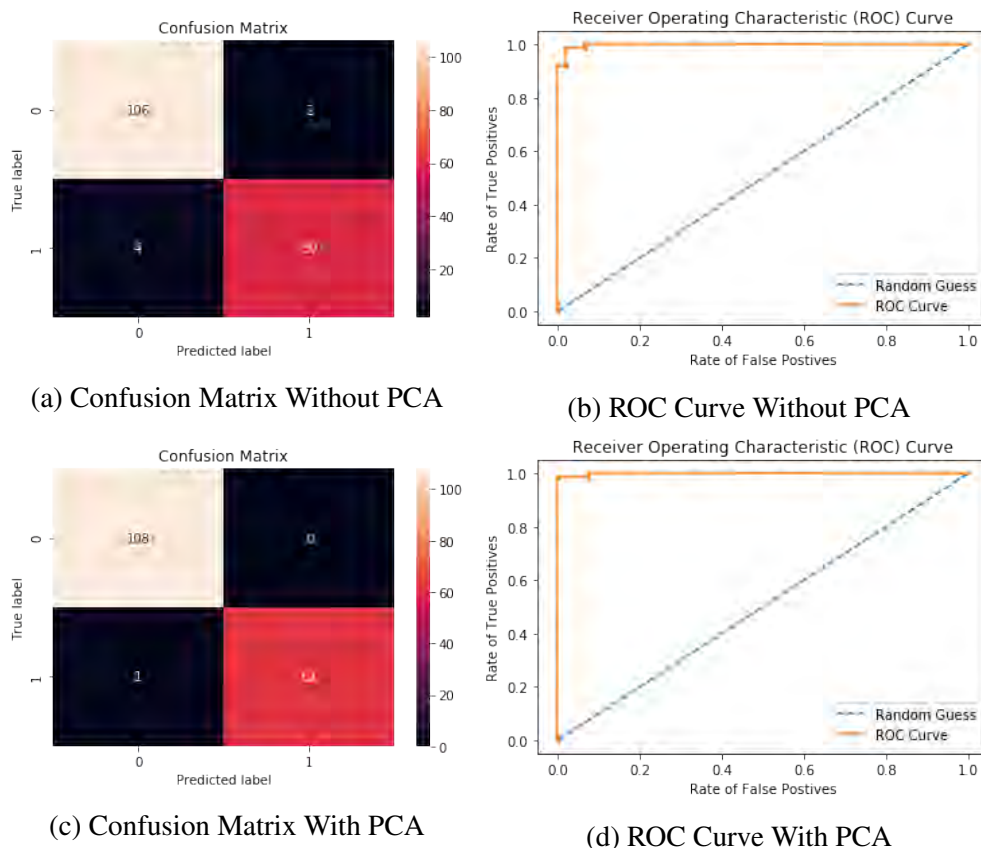 Confusion Matrix
106
4
0
1
True label
0
1
Predicted label
100
80
60
40
20
(a) Confusion Matrix Without PCA
Receiver Operating Characteristic (ROC) Curve
1.0
0.8
0.6
0.4
0.2
0.0
Rate of True Positives
Random Guess
ROC Curve
0.0 0.2 0.4 0.6 0.8 1.0
Rate of False Postives
(b) ROC Curve Without PCA
Confusion Matrix
108
0
1
0
1
True label
0
1
Predicted label
100
80
60
40
20
0
(c) Confusion Matrix With PCA
Receiver Operating Characteristic (ROC) Curve
1.0
0.8
0.6
0.4
0.2
0.0
Rate of True Positives
Random Guess
ROC Curve
0.0 0.2 0.4 0.6 0.8 1.0
Rate of False Postives
(d) ROC Curve With PCA